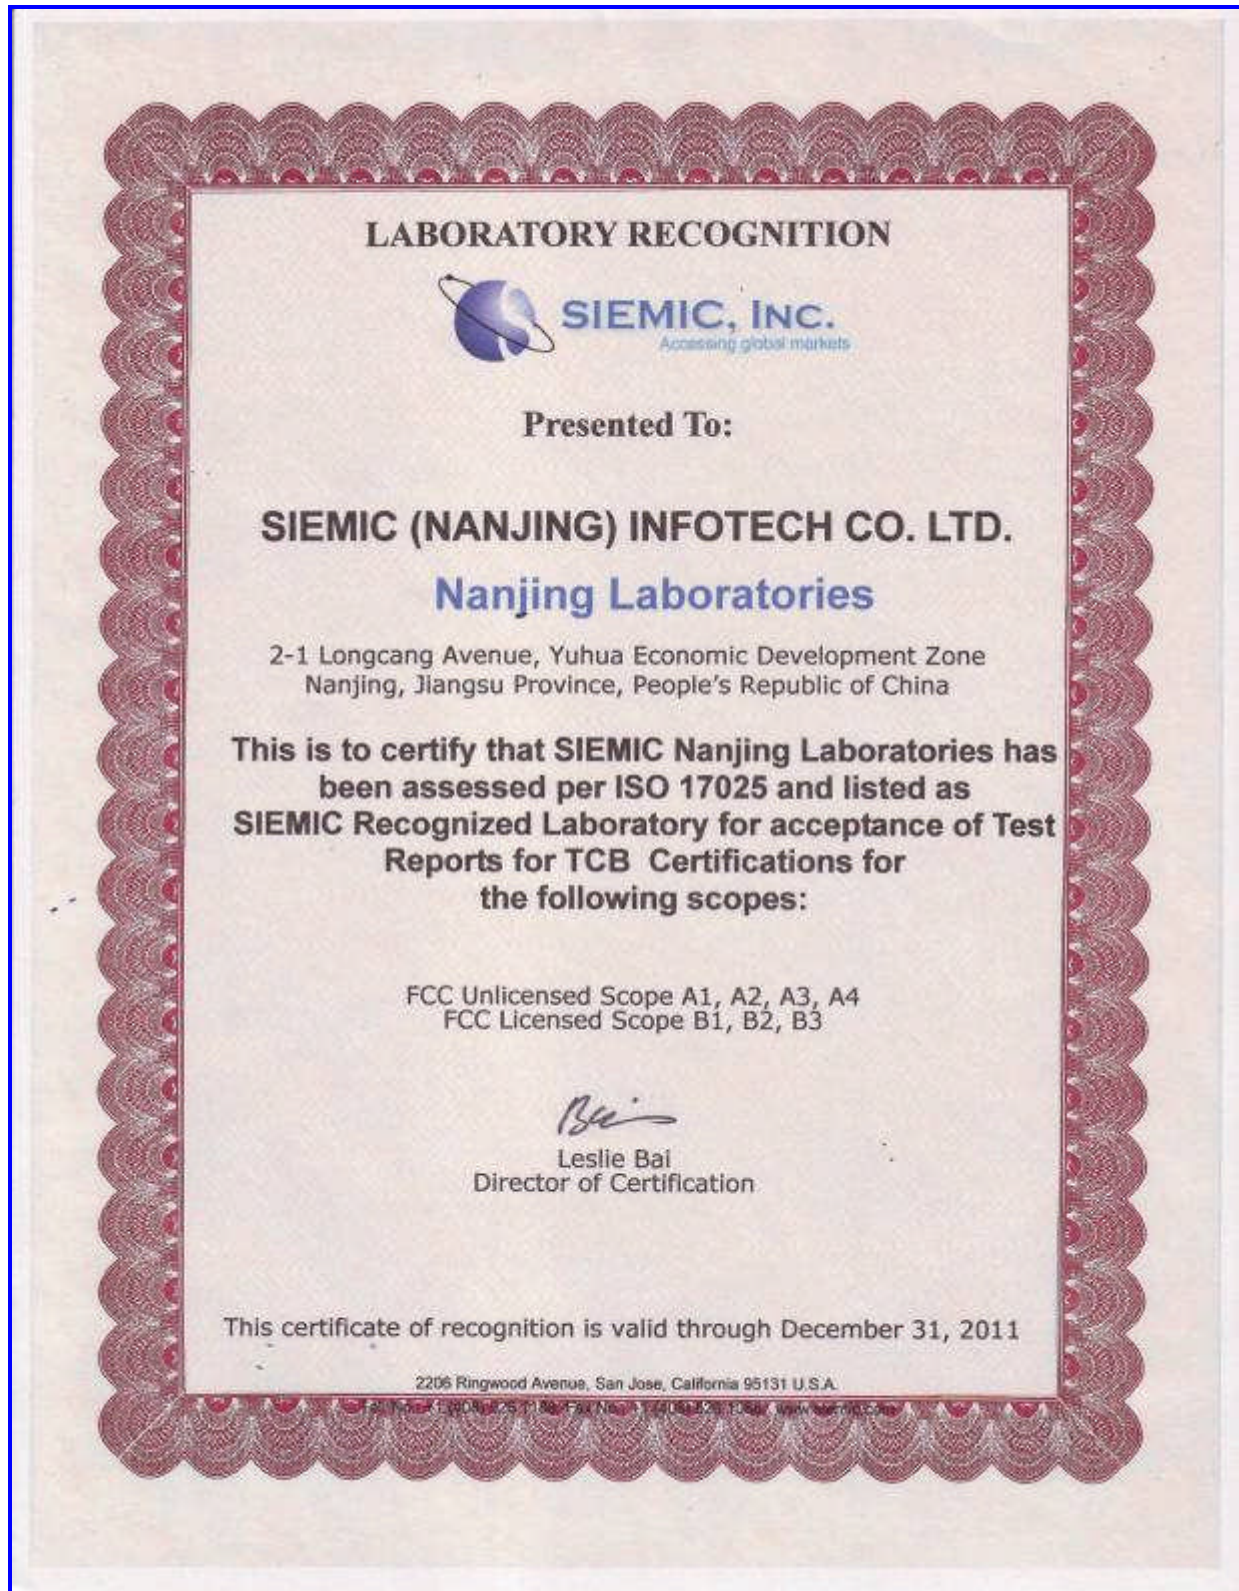 LABORATORY RECOGNITION
SIEMIC, INC.
Accessing global markets
Presented To:
SIEMIC (NANJING) INFOTECH CO. LTD.
Nanjing Laboratories
2-1 Longcang Avenue, Yuhua Economic Development Zone
Nanjing, Jiangsu Province, People's Republic of China
This is to certify that SIEMIC Nanjing Laboratories has
been assessed per ISO 17025 and listed as
SIEMIC Recognized Laboratory for acceptance of Test
Reports for TCB Certifications for
the following scopes:
FCC Unlicensed Scope A1, A2, A3, A4
FCC Licensed Scope B1, B2, B3
Bai
Leslie Bai
Director of Certification
This certificate of recognition is valid through December 31, 2011
2206 Ringwood Avenue, San Jose, California 95131 U.S.A.